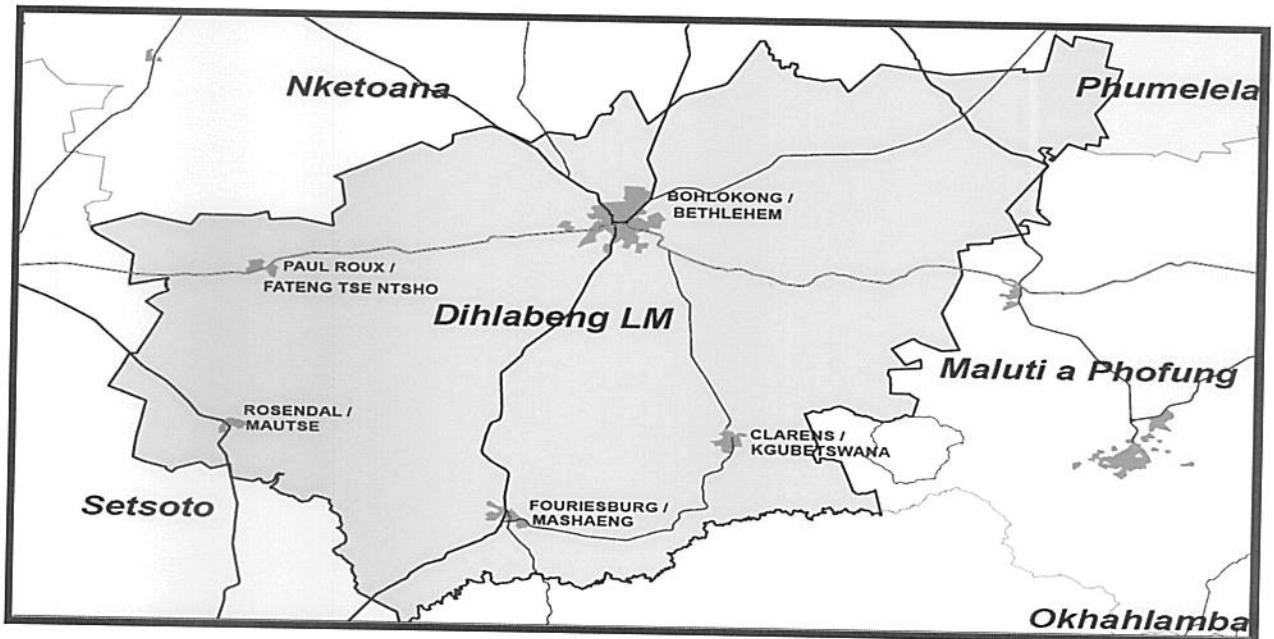 Nketoana
Phumelela
BOHLOKONG /
BETHLEHEM
PAUL ROUX /
FATENG TSE NTSHO
Dihlabeng LM
Maluti a Phofung
ROSENDAL /
MAUTSE
CLARENS /
KGUBETSWANA
Setsoto
FOURIESBURG /
MASHAENG
Okhahlamba